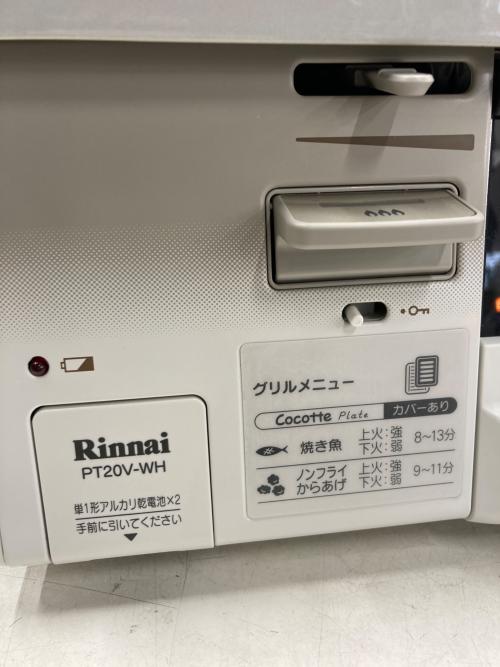 グリルメニュー
Cocotte Plate カバーあり
焼き魚 上火:強 下火:弱 8~13分
ノンフライからあげ 上火:強 下火:弱 9~11分
Rinnai
PT20V-WH
単1形アルカリ乾電池×2
手前に引いてください